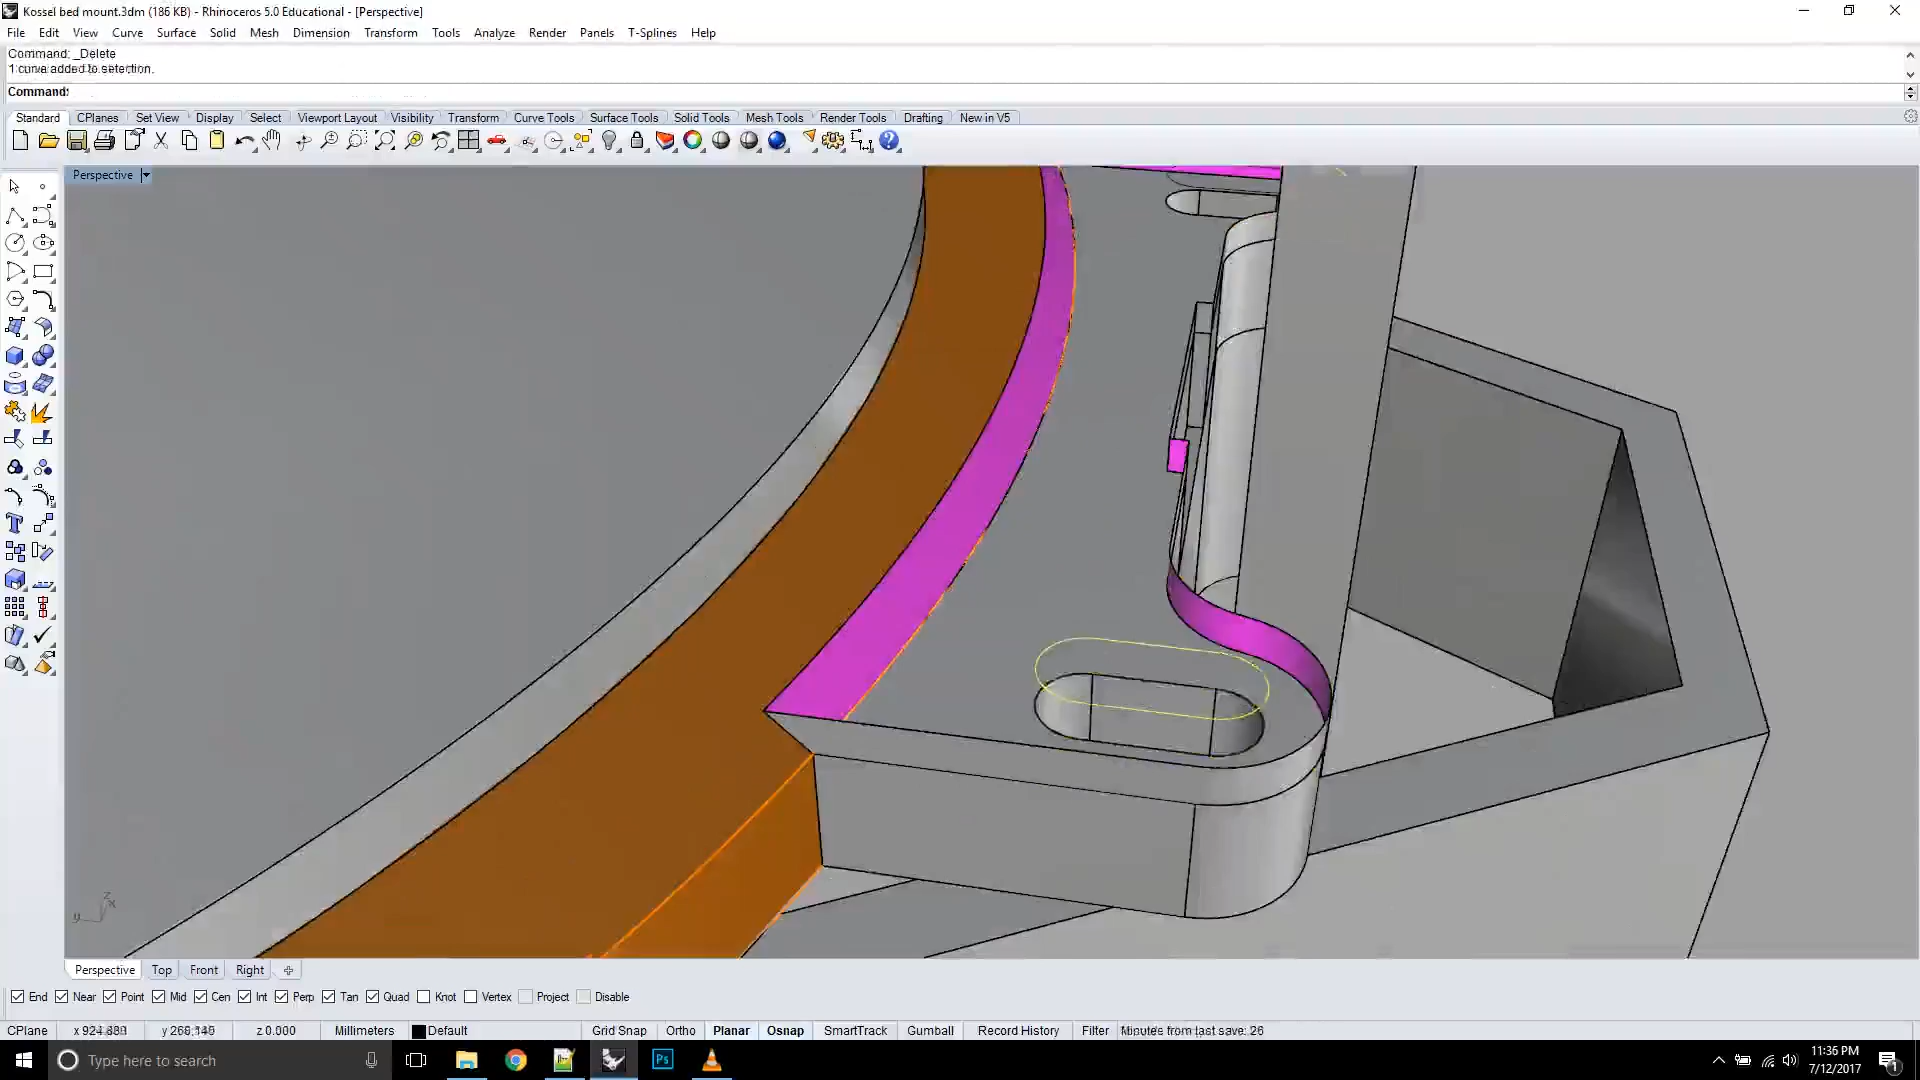 Kossel bed mount.3dm (186 KB) - Rhinoceros 5.0 Educational - [Perspective]
File Edit View Curve Surface Solid Mesh Dimension Transform Tools Analyze Render Panels T-Splines Help
Command: _Delete
1 curve added to selection.
Command:
Standard CPlanes Set View Display Select Viewport Layout Visibility Transform Curve Tools Surface Tools Solid Tools Mesh Tools Render Tools Drafting New in V5
Perspective
z
x
y
Perspective Top Front Right
End Near Point Mid Cen Int Perp Tan Quad Knot Vertex Project Disable
CPlane z 0.000 Millimeters Default Grid Snap Ortho Planar Osnap SmartTrack Gumball Record History Filter Minutes from last save: 26
Type here to search
Ps
11:36 PM
7/12/2017
1